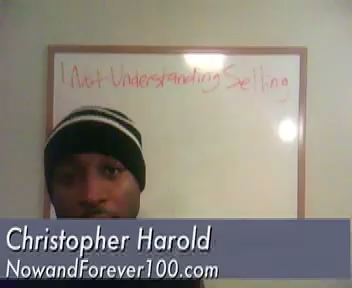 1 Not Understanding Selling
Christopher Harold
NowandForever100.com